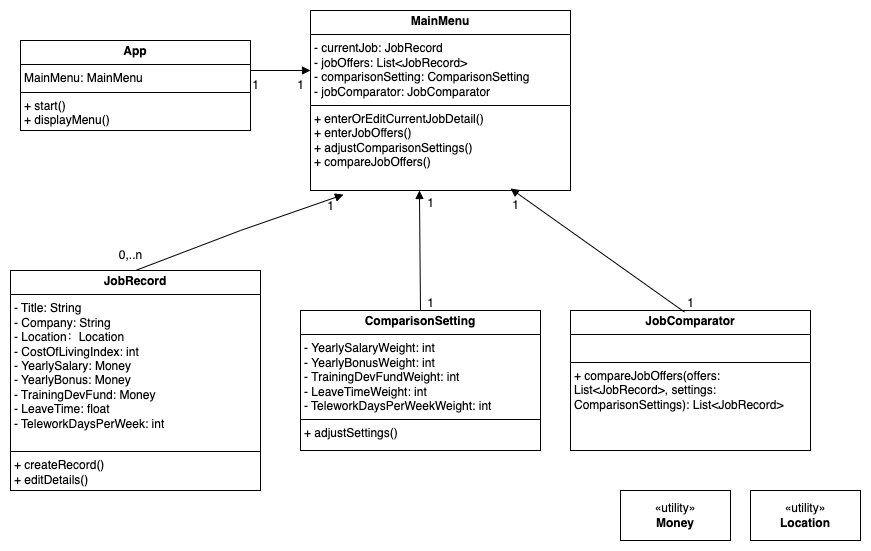 App
MainMenu: MainMenu
+ start()
+ displayMenu()
1
1
MainMenu
- currentJob: JobRecord
- jobOffers: List<JobRecord>
- comparisonSetting: ComparisonSetting
- jobComparator: JobComparator
+ enterOrEditCurrentJobDetail()
+ enterJobOffers()
+ adjustComparisonSettings()
+ compareJobOffers()
1
1
1
0,..n
1
1
JobRecord
- Title: String
- Company: String
- Location： Location
- CostOfLivingIndex: int
- YearlySalary: Money
- YearlyBonus: Money
- TrainingDevFund: Money
- LeaveTime: float
- TeleworkDaysPerWeek: int
+ createRecord()
+ editDetails()
ComparisonSetting
- YearlySalaryWeight: int
- YearlyBonusWeight: int
- TrainingDevFundWeight: int
- LeaveTimeWeight: int
- TeleworkDaysPerWeekWeight: int
+ adjustSettings()
JobComparator
+ compareJobOffers(offers:
List<JobRecord>, settings:
ComparisonSettings): List<JobRecord>
«utility»
Money
«utility»
Location